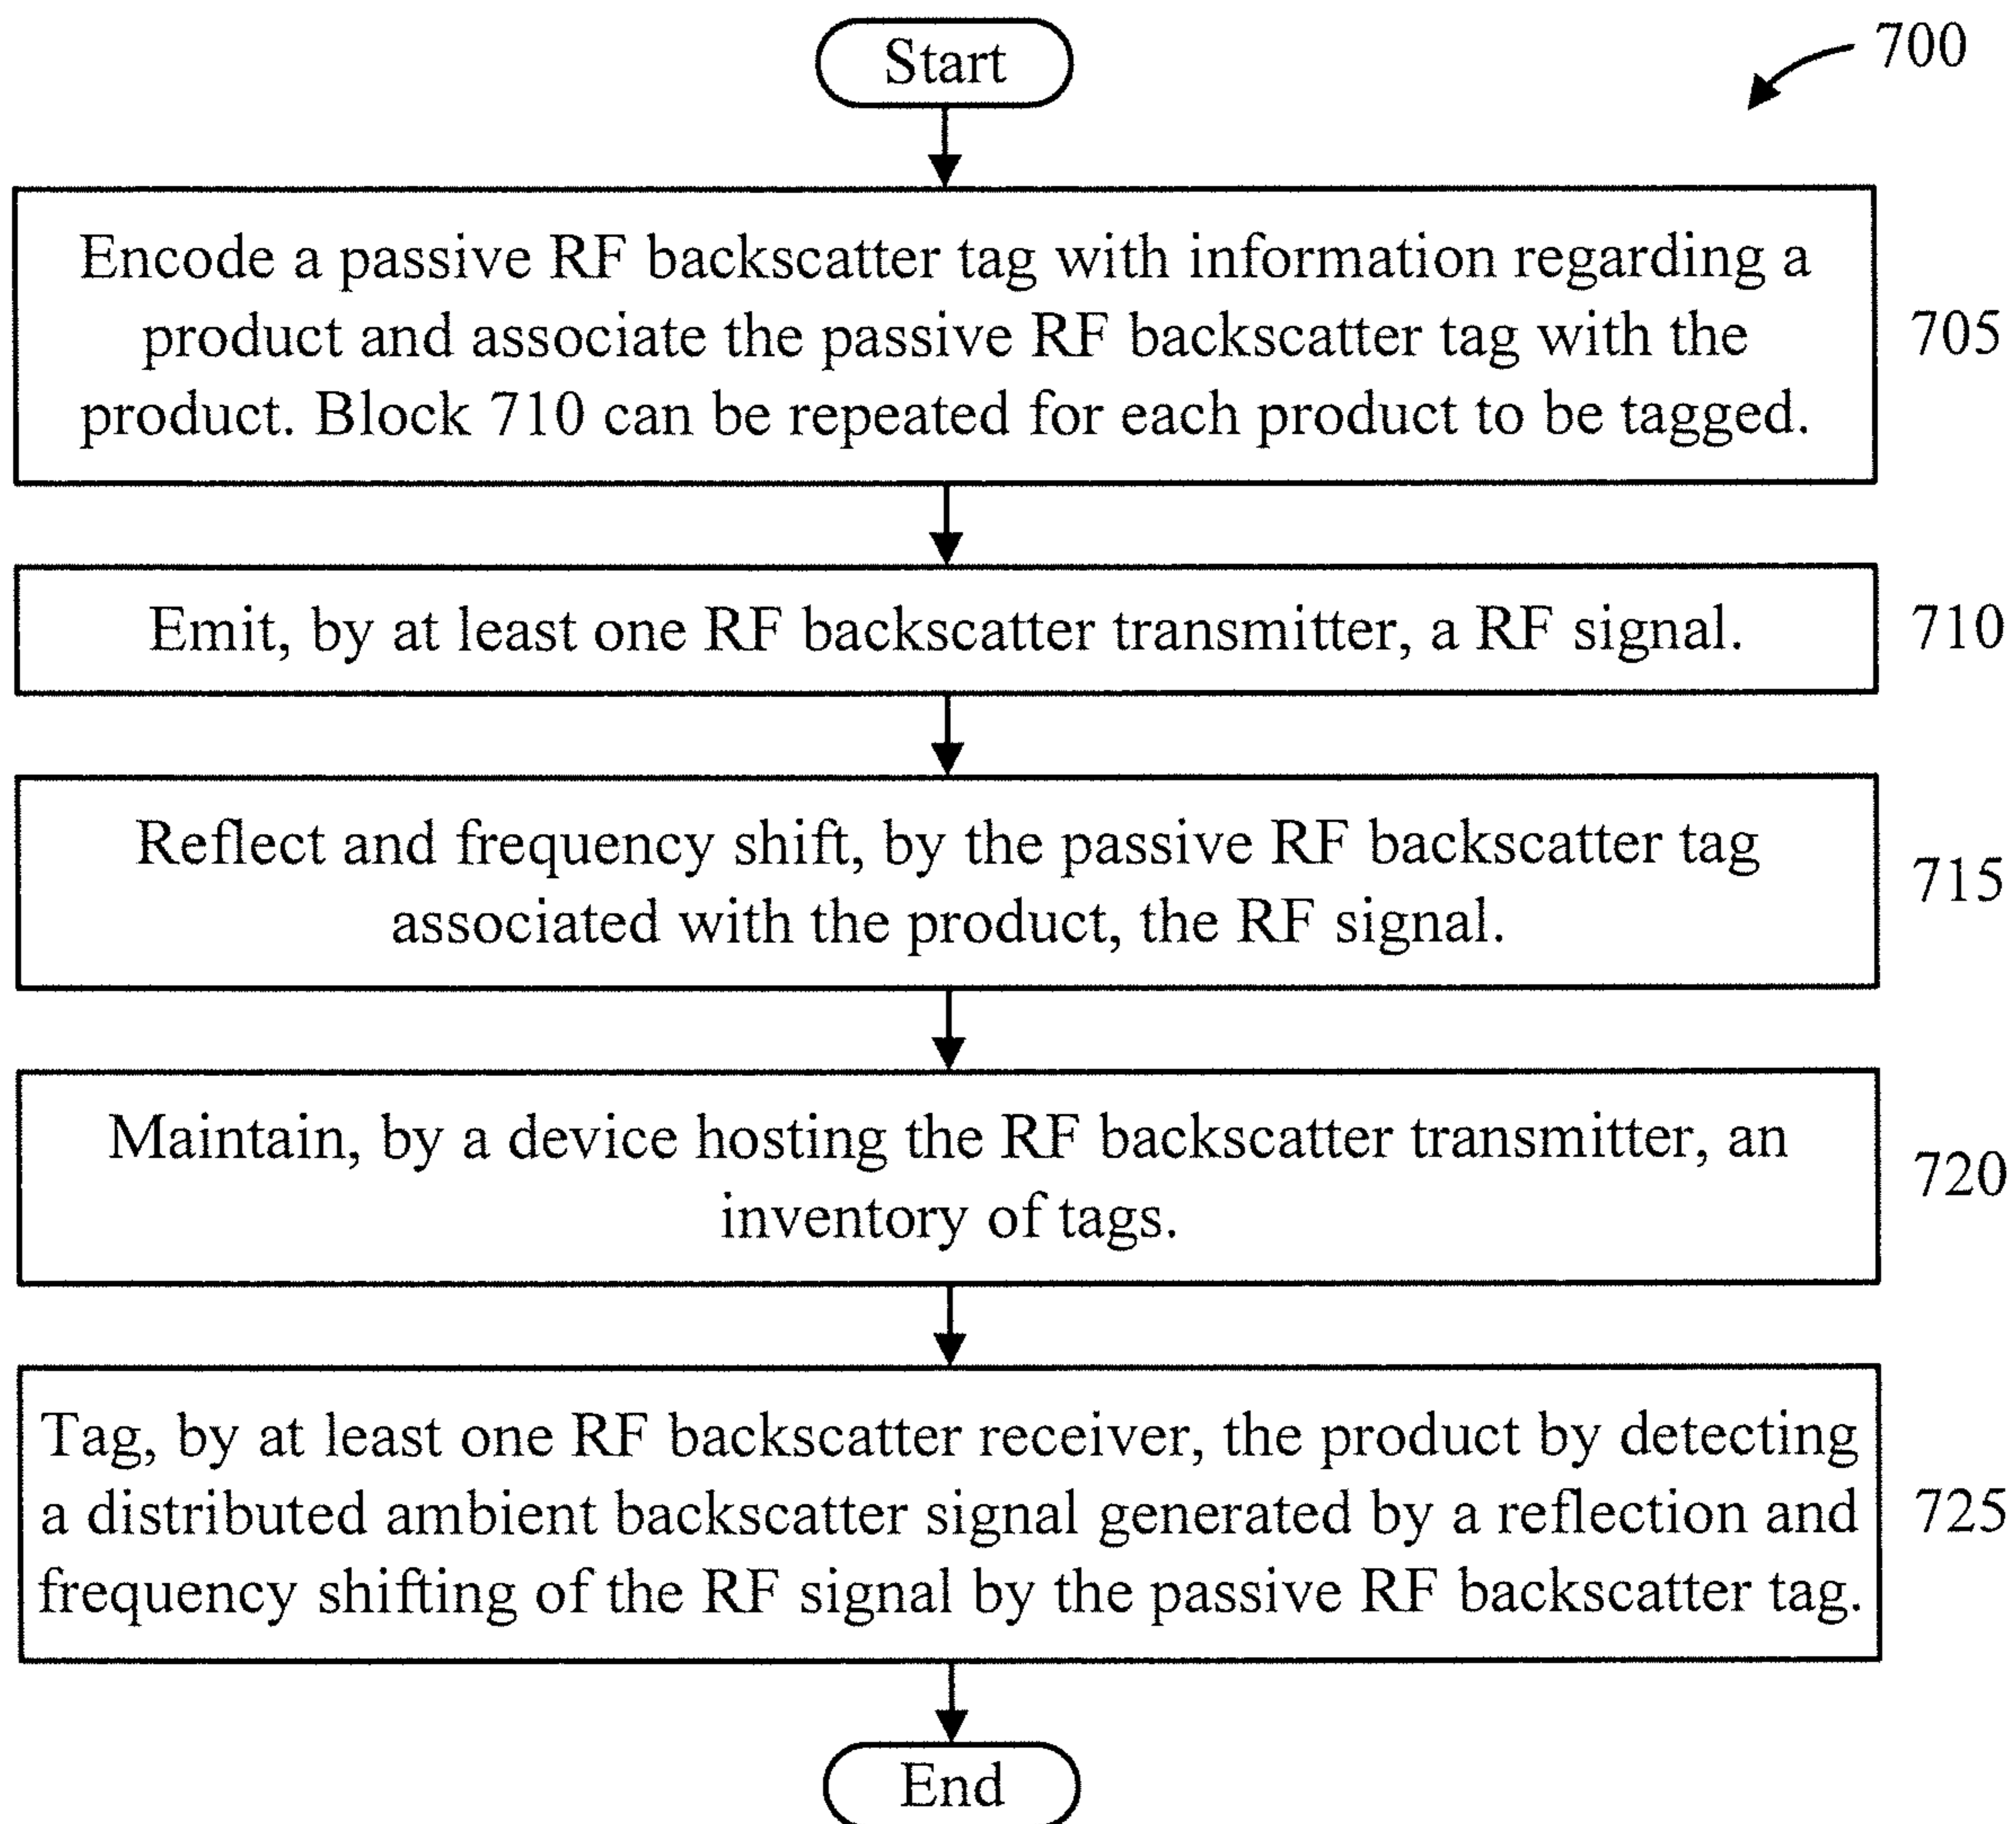 Start
700
Encode a passive RF backscatter tag with information regarding a
product and associate the passive RF backscatter tag with the
product. Block 710 can be repeated for each product to be tagged.
705
Emit, by at least one RF backscatter transmitter, a RF signal.
710
Reflect and frequency shift, by the passive RF backscatter tag
associated with the product, the RF signal.
715
Maintain, by a device hosting the RF backscatter transmitter, an
inventory of tags.
720
Tag, by at least one RF backscatter receiver, the product by detecting
a distributed ambient backscatter signal generated by a reflection and
frequency shifting of the RF signal by the passive RF backscatter tag.
725
End